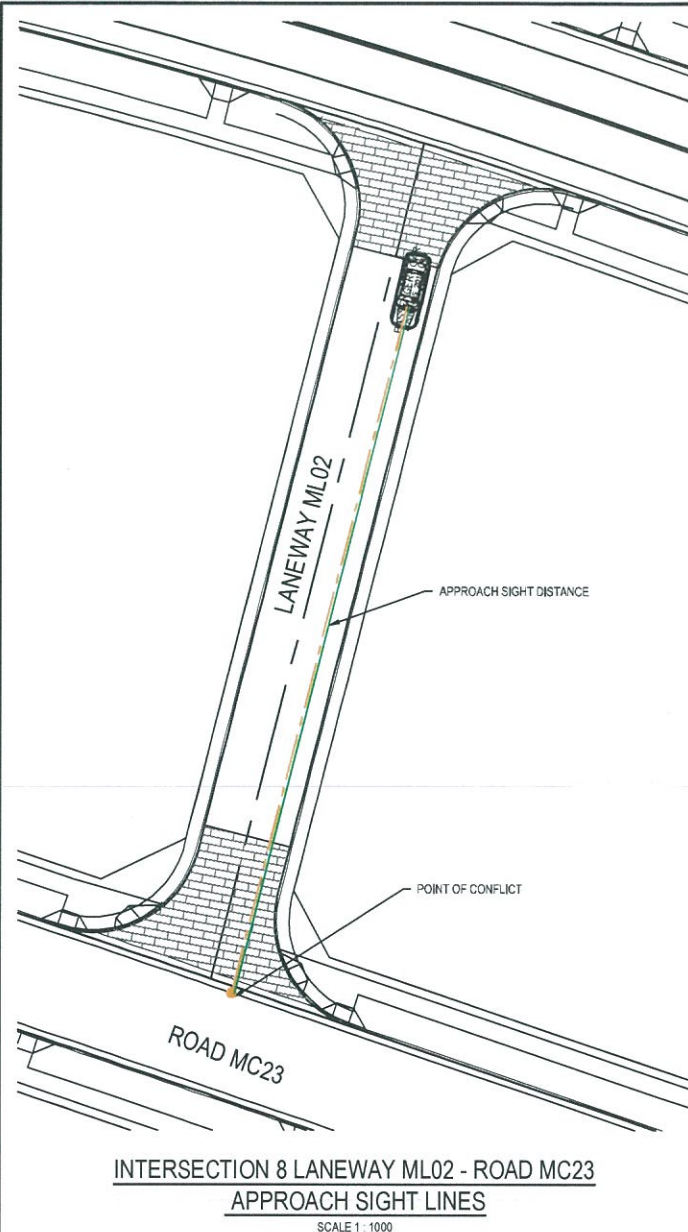 LANEWAY ML02
APPROACH SIGHT DISTANCE
POINT OF CONFLICT
ROAD MC23
INTERSECTION 8 LANEWAY ML02 - ROAD MC23
APPROACH SIGHT LINES
SCALE 1 : 1000